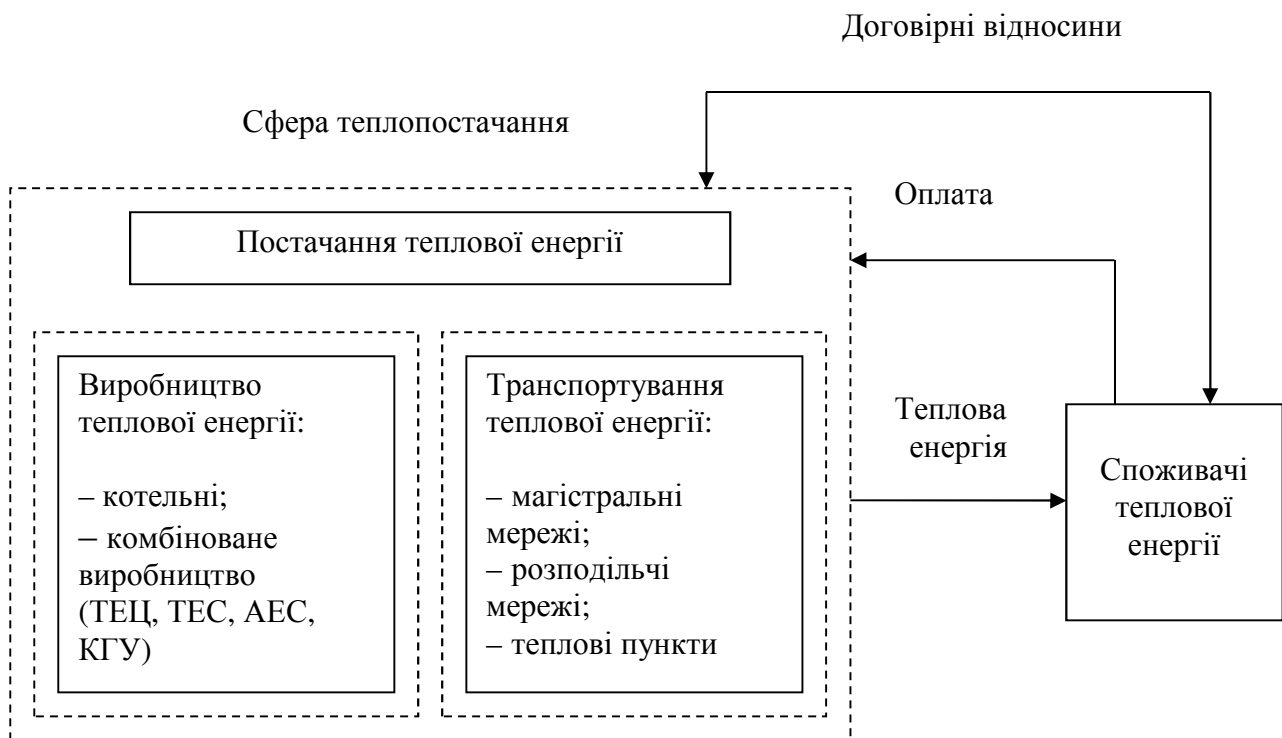 Договірні відносини
Сфера теплопостачання
Оплата
Постачання теплової енергії
Виробництво
теплової енергії:
– котельні;
– комбіноване
виробництво
(ТЕЦ, ТЕС, АЕС,
КГУ)
Транспортування
теплової енергії:
– магістральні
мережі;
– розподільчі
мережі;
– теплові пункти
Теплова
енергія
Споживачі
теплової
енергії